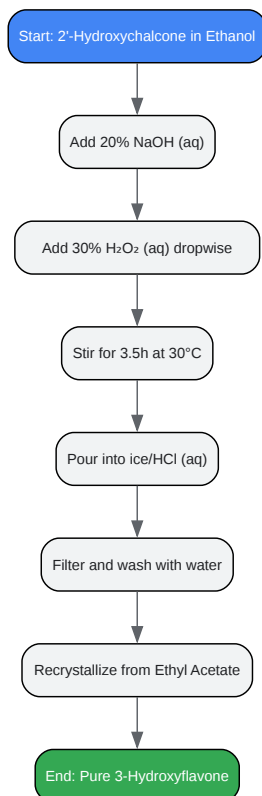 Start: 2'-Hydroxychalcone in Ethanol
Add 20% NaOH (aq)
Add 30% H₂O₂ (aq) dropwise
Stir for 3.5h at 30°C
Pour into ice/HCl (aq)
Filter and wash with water
Recrystallize from Ethyl Acetate
End: Pure 3-Hydroxyflavone